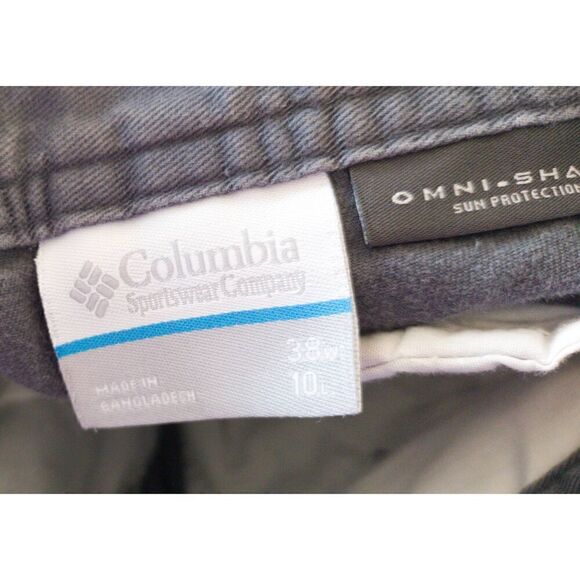 Columbia
Sportswear Company
38W
10L
MADE IN
BANGLADESH
OMNI-SHA
SUN PROTECTION